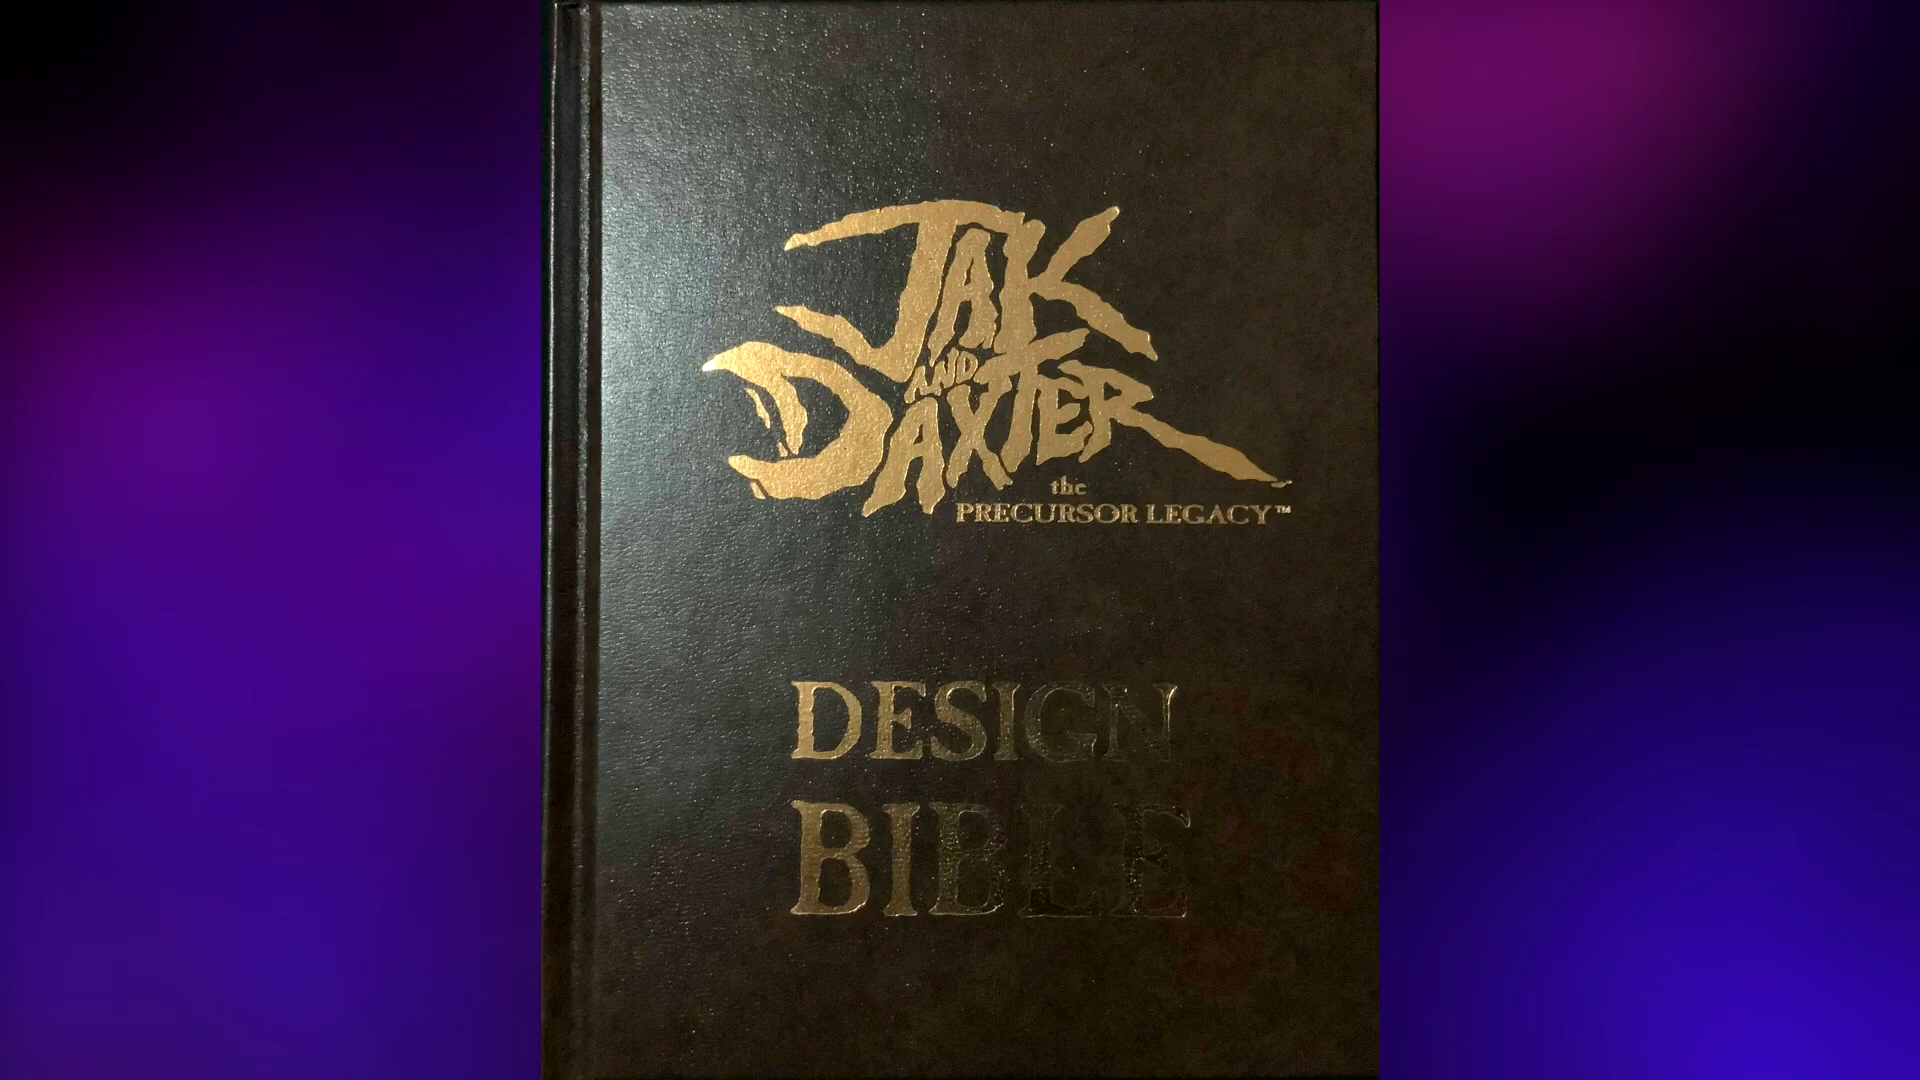 JAK
AND
DAXTER
the
PRECURSOR LEGACY™
DESIGN
BIBLE